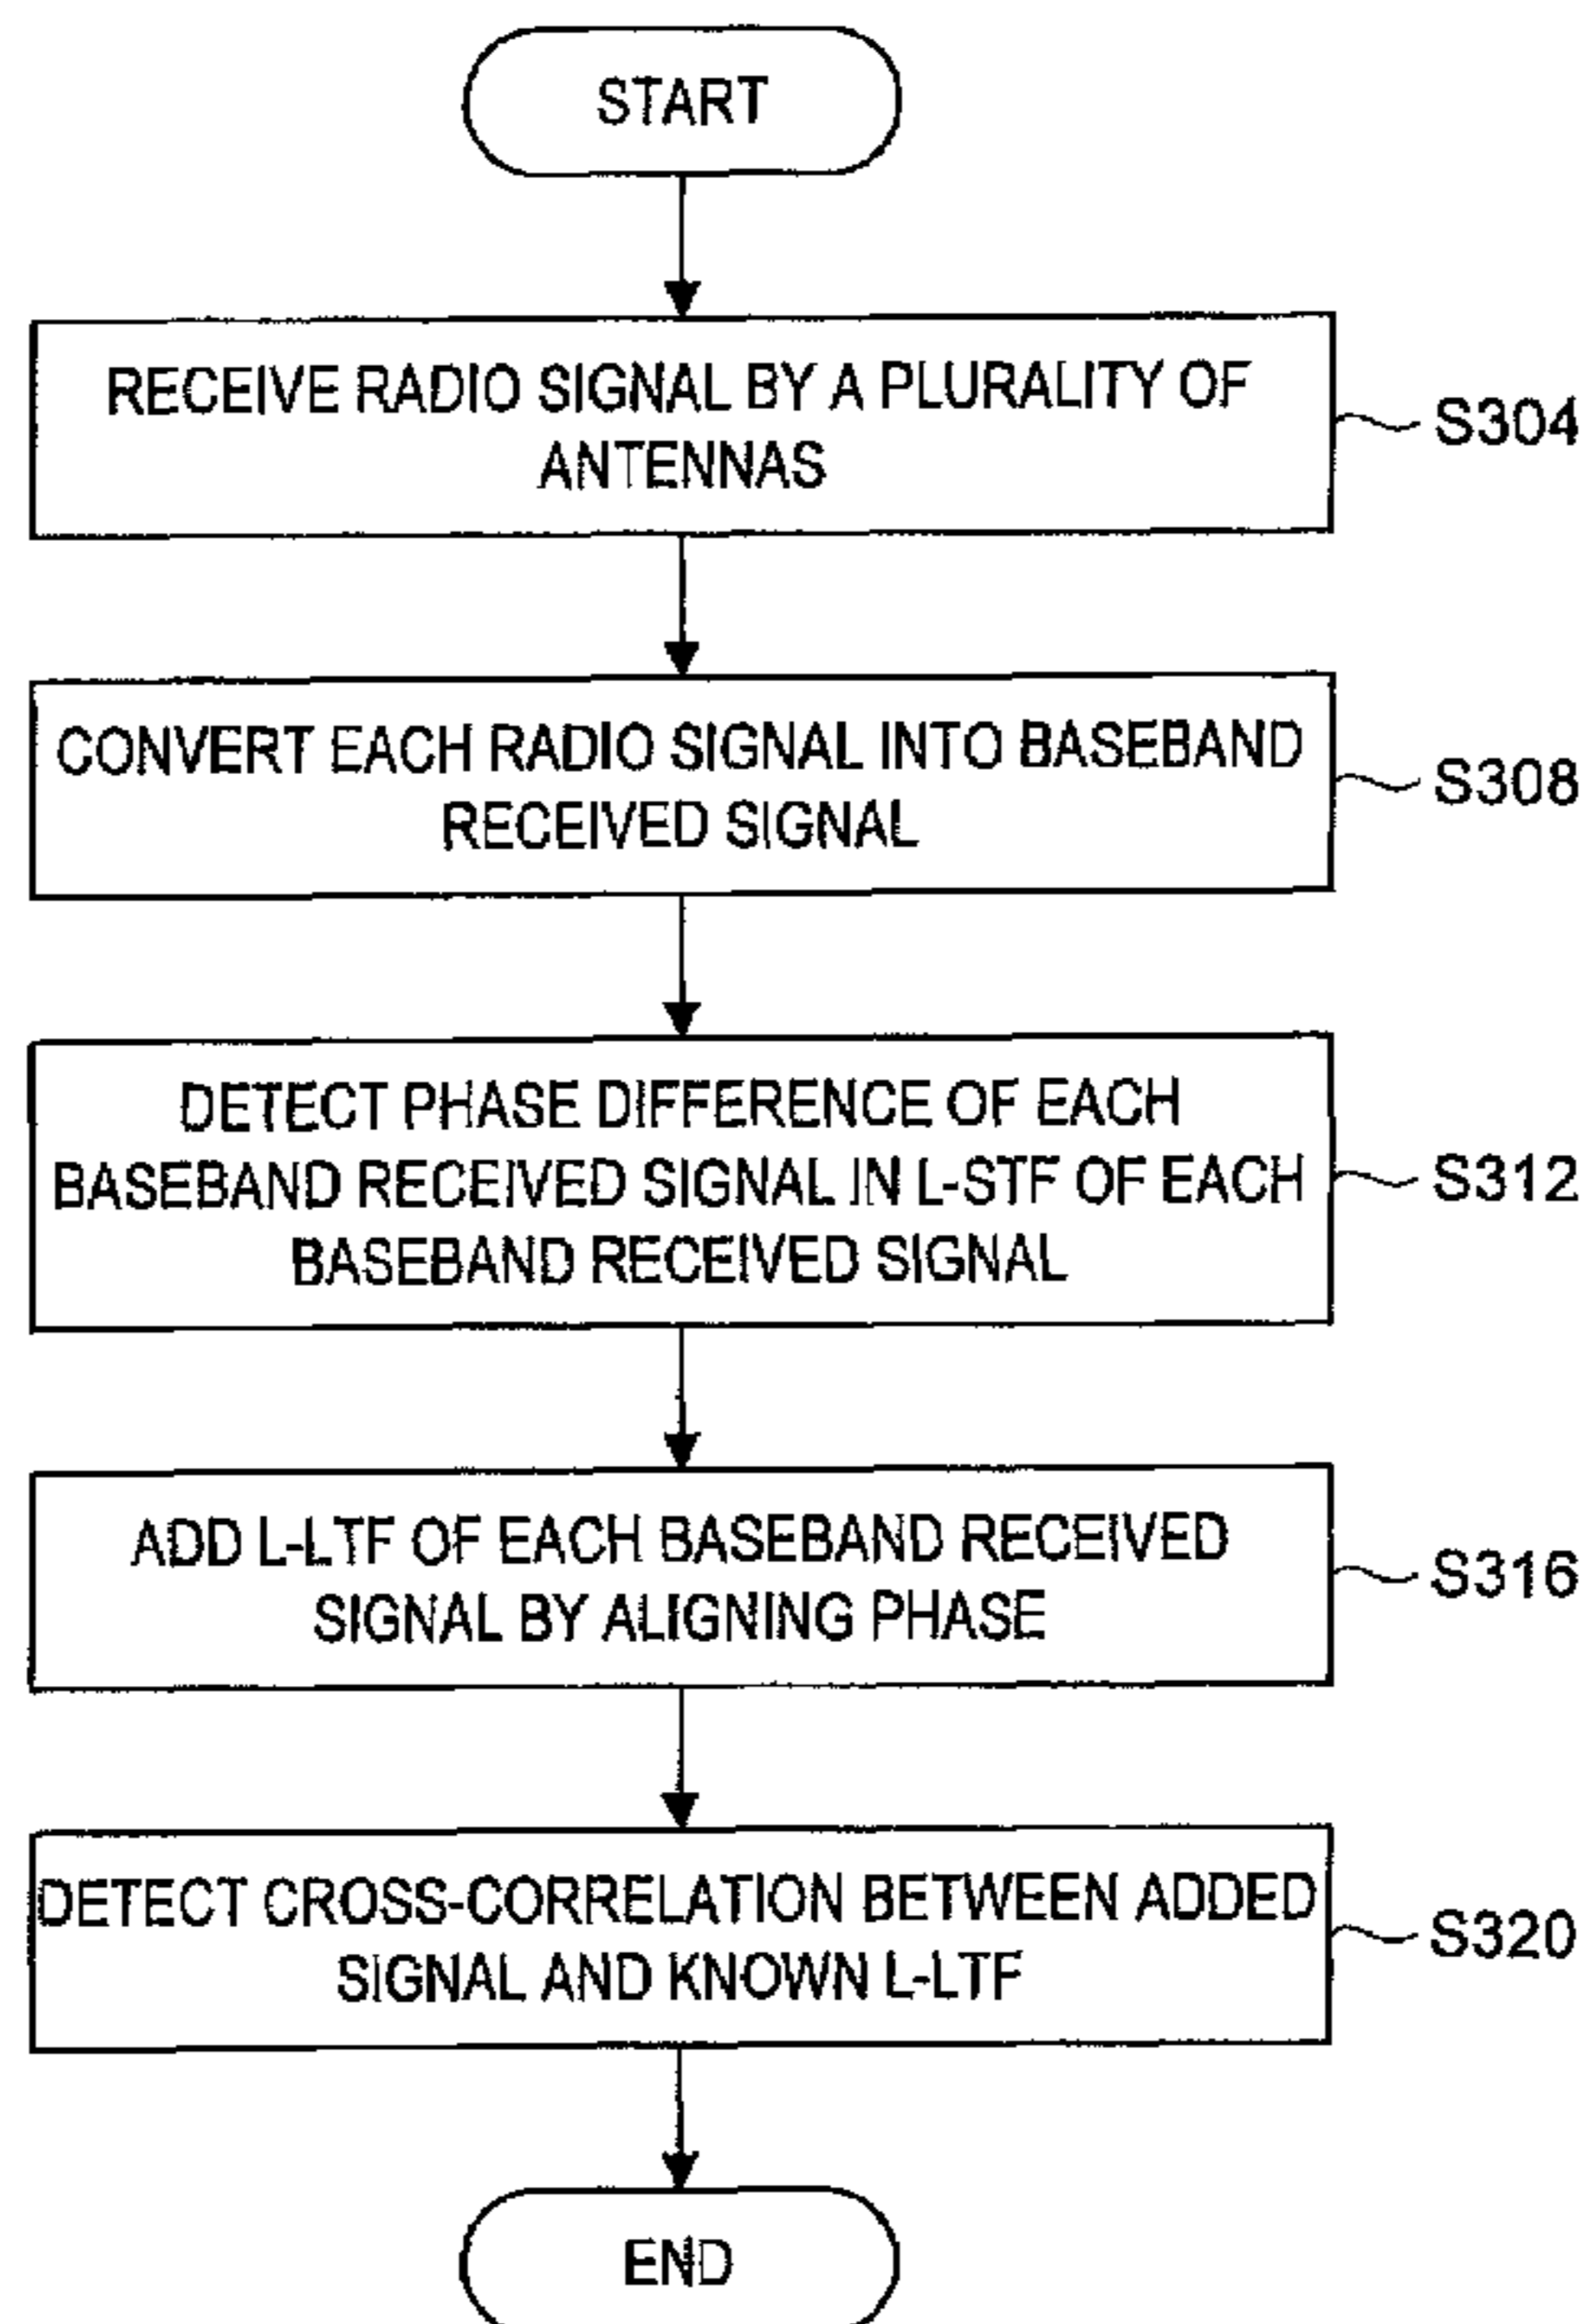 START
RECEIVE RADIO SIGNAL BY A PLURALITY OF
ANTENNAS
S304
CONVERT EACH RADIO SIGNAL INTO BASEBAND
RECEIVED SIGNAL
S308
DETECT PHASE DIFFERENCE OF EACH
BASEBAND RECEIVED SIGNAL IN L-STF OF EACH
BASEBAND RECEIVED SIGNAL
S312
ADD L-LTF OF EACH BASEBAND RECEIVED
SIGNAL BY ALIGNING PHASE
S316
DETECT CROSS-CORRELATION BETWEEN ADDED
SIGNAL AND KNOWN L-LTF
S320
END